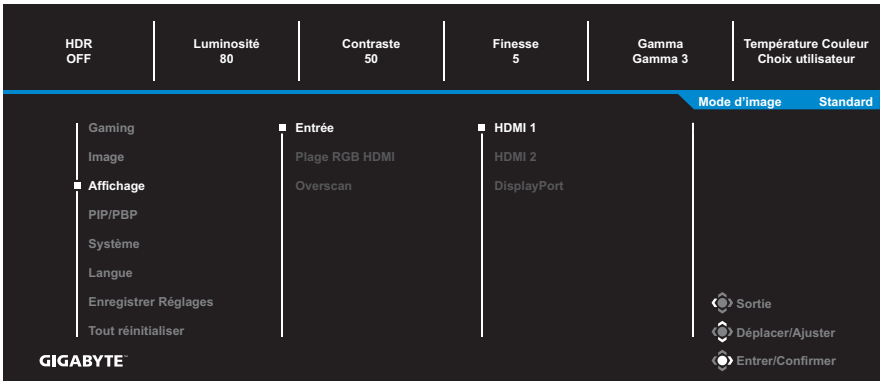 HDR
OFF
Luminosité
80
Contraste
50
Finesse
5
Gamma
Gamma 3
Température Couleur
Choix utilisateur
Mode d'image Standard
Gaming
Image
Affichage
PIP/PBP
Système
Langue
Enregistrer Réglages
Tout réinitialiser
Entrée
Plage RGB HDMI
Overscan
HDMI 1
HDMI 2
DisplayPort
Sortie
Déplacer/Ajuster
Entrer/Confirmer
GIGABYTE™